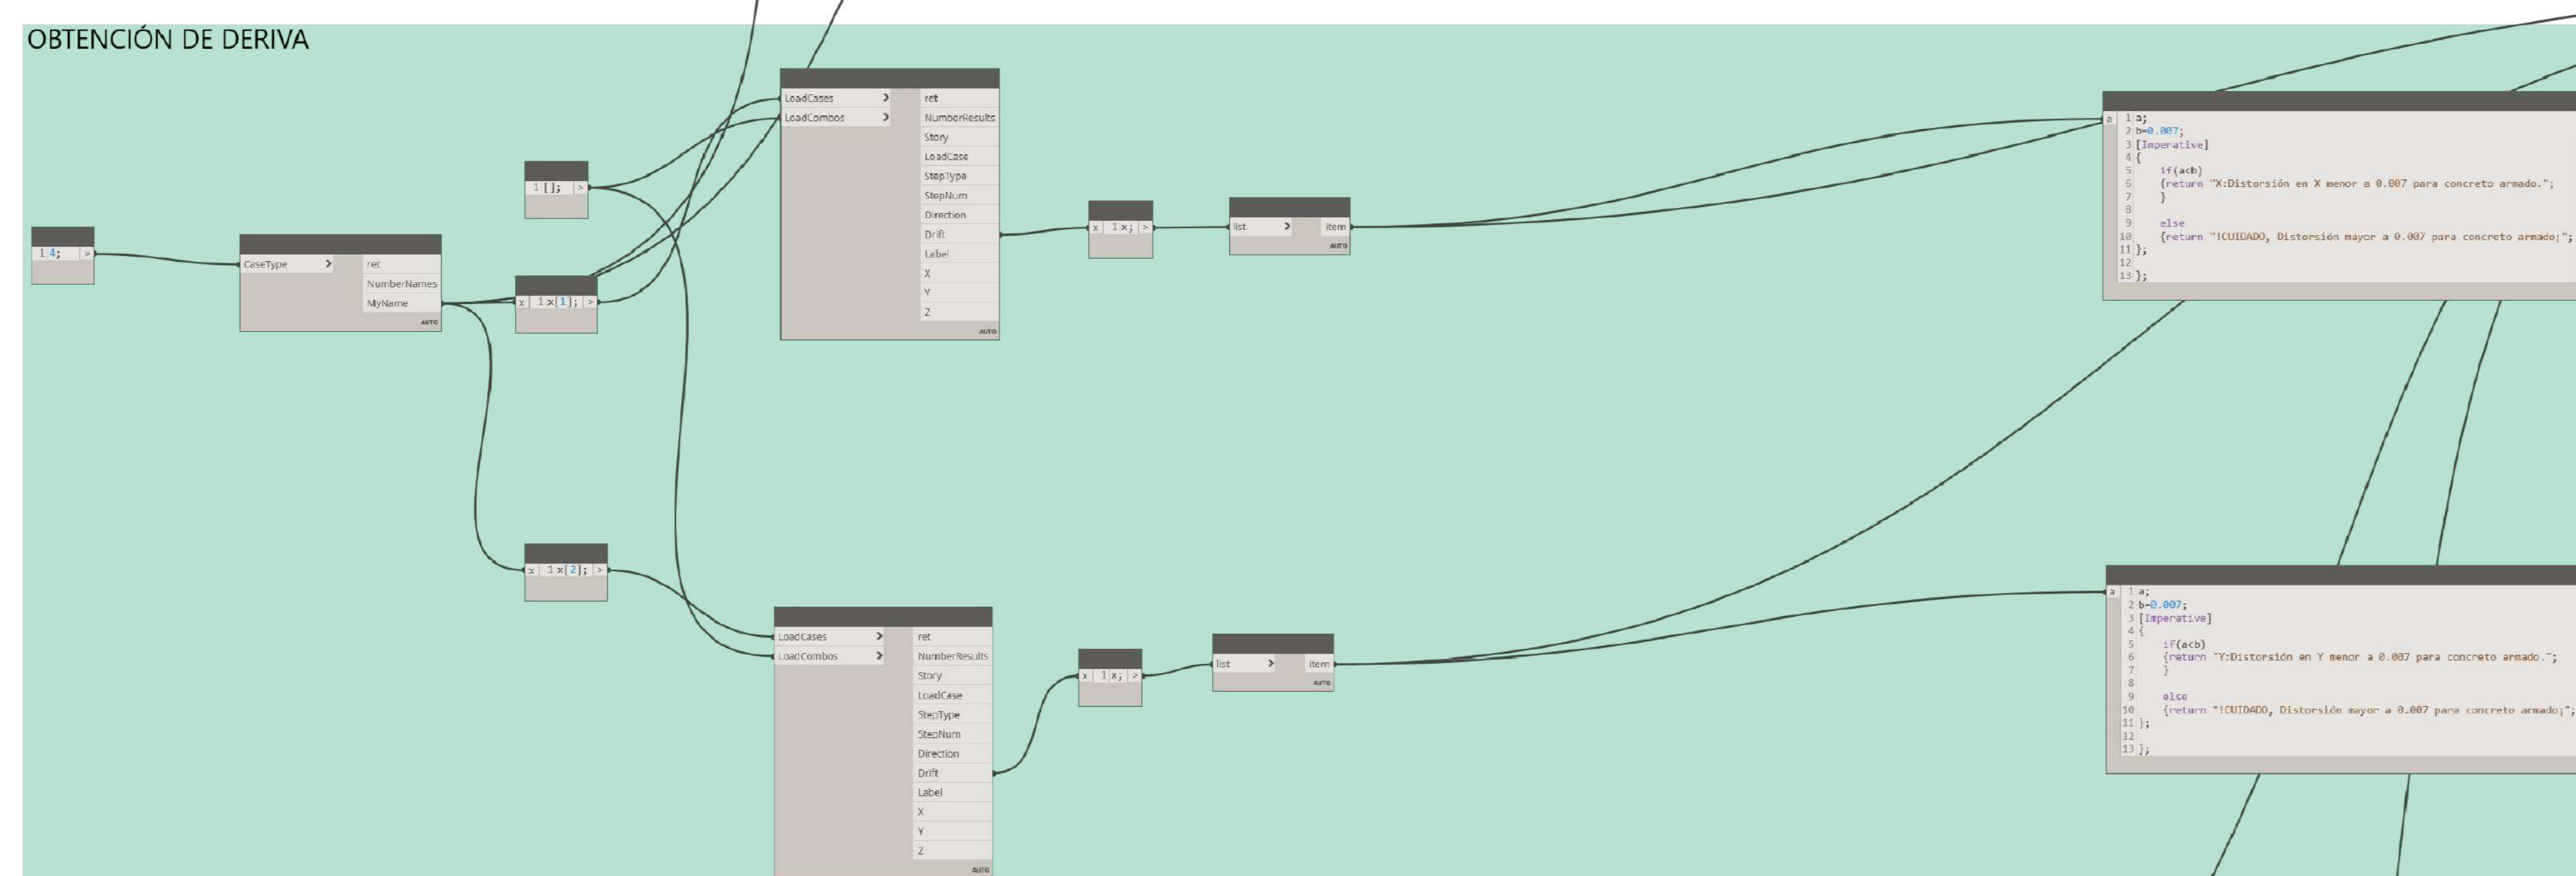 OBTENCIÓN DE DERIVA
1 4; >
CaseType >
ret
NumberNames
MyName
AUTO
1 []; >
x 1 x[1]; >
x 1 x[2]; >
LoadCases >
LoadCombos >
ret
NumberResults
Story
LoadCase
StepType
StepNum
Direction
Drift
Label
X
Y
Z
AUTO
x 1 x; >
list > item
AUTO
a 1 a;
2 b=0.007;
3 [Imperative]
4 {
5 if(a<b)
6 {return "X:Distorsión en X menor a 0.007 para concreto armado.";
7 }
8
9 else
10 {return "!CUIDADO, Distorsión mayor a 0.007 para concreto armado¡";
11 };
12
13 };
LoadCases >
LoadCombos >
ret
NumberResults
Story
LoadCase
StepType
StepNum
Direction
Drift
Label
X
Y
Z
AUTO
x 1 x; >
list > item
AUTO
a 1 a;
2 b=0.007;
3 [Imperative]
4 {
5 if(a<b)
6 {return "Y:Distorsión en Y menor a 0.007 para concreto armado.";
7 }
8
9 else
10 {return "!CUIDADO, Distorsión mayor a 0.007 para concreto armado¡";
11 };
12
13 };